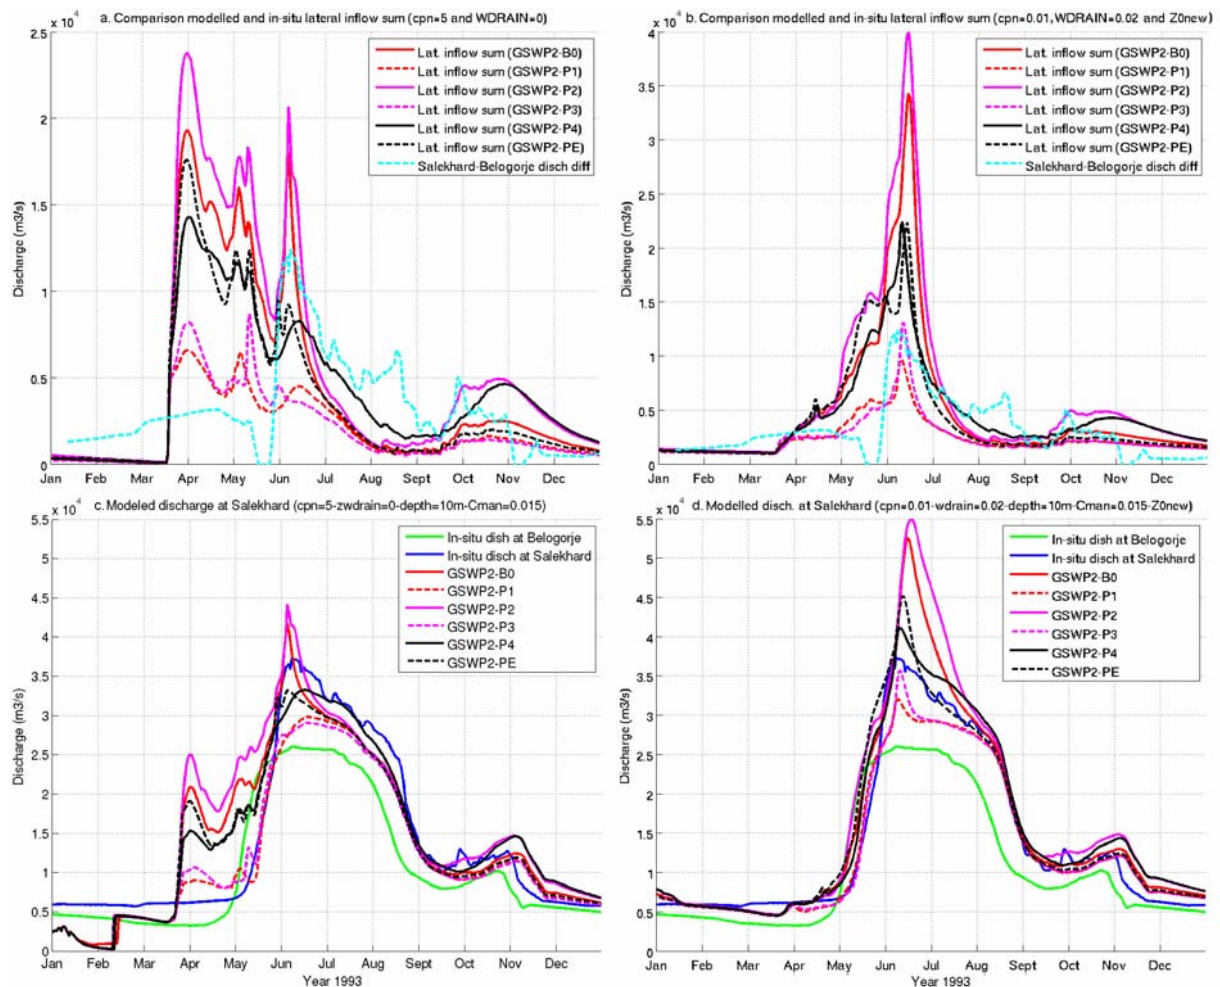 a. Comparison modelled and in-situ lateral inflow sum (cpn=5 and WDRAIN=0)
x 10^4
2.5
2
1.5
1
0.5
0
Discharge (m3/s)
Lat. inflow sum (GSWP2-B0)
Lat. inflow sum (GSWP2-P1)
Lat. inflow sum (GSWP2-P2)
Lat. inflow sum (GSWP2-P3)
Lat. inflow sum (GSWP2-P4)
Lat. inflow sum (GSWP2-PE)
Salekhard-Belogorje disch diff
Jan Feb Mar Apr May Jun Jul Aug Sept Oct Nov Dec
b. Comparison modelled and in-situ lateral inflow sum (cpn=0.01, WDRAIN=0.02 and Z0new)
x 10^4
4
3.5
3
2.5
2
1.5
1
0.5
0
Discharge (m3/s)
Lat. inflow sum (GSWP2-B0)
Lat. inflow sum (GSWP2-P1)
Lat. inflow sum (GSWP2-P2)
Lat. inflow sum (GSWP2-P3)
Lat. inflow sum (GSWP2-P4)
Lat. inflow sum (GSWP2-PE)
Salekhard-Belogorje disch diff
Jan Feb Mar Apr May Jun Jul Aug Sept Oct Nov Dec
c. Modeled discharge at Salekhard (cpn=5-zwdrain=0-depth=10m-Cman=0.015)
x 10^4
5.5
5
4.5
4
3.5
3
2.5
2
1.5
1
0.5
0
Discharge (m3/s)
In-situ dish at Belogorje
In-situ disch at Salekhard
GSWP2-B0
GSWP2-P1
GSWP2-P2
GSWP2-P3
GSWP2-P4
GSWP2-PE
Jan Feb Mar Apr May Jun Jul Aug Sept Oct Nov Dec
Year 1993
d. Modelled disch. at Salekhard (cpn=0.01-wdrain=0.02-depth=10m-Cman=0.015-Z0new)
x 10^4
5.5
5
4.5
4
3.5
3
2.5
2
1.5
1
0.5
0
Discharge (m3/s)
In-situ dish at Belogorje
In-situ disch at Salekhard
GSWP2-B0
GSWP2-P1
GSWP2-P2
GSWP2-P3
GSWP2-P4
GSWP2-PE
Jan Feb Mar Apr May Jun Jul Aug Sept Oct Nov Dec
Year 1993